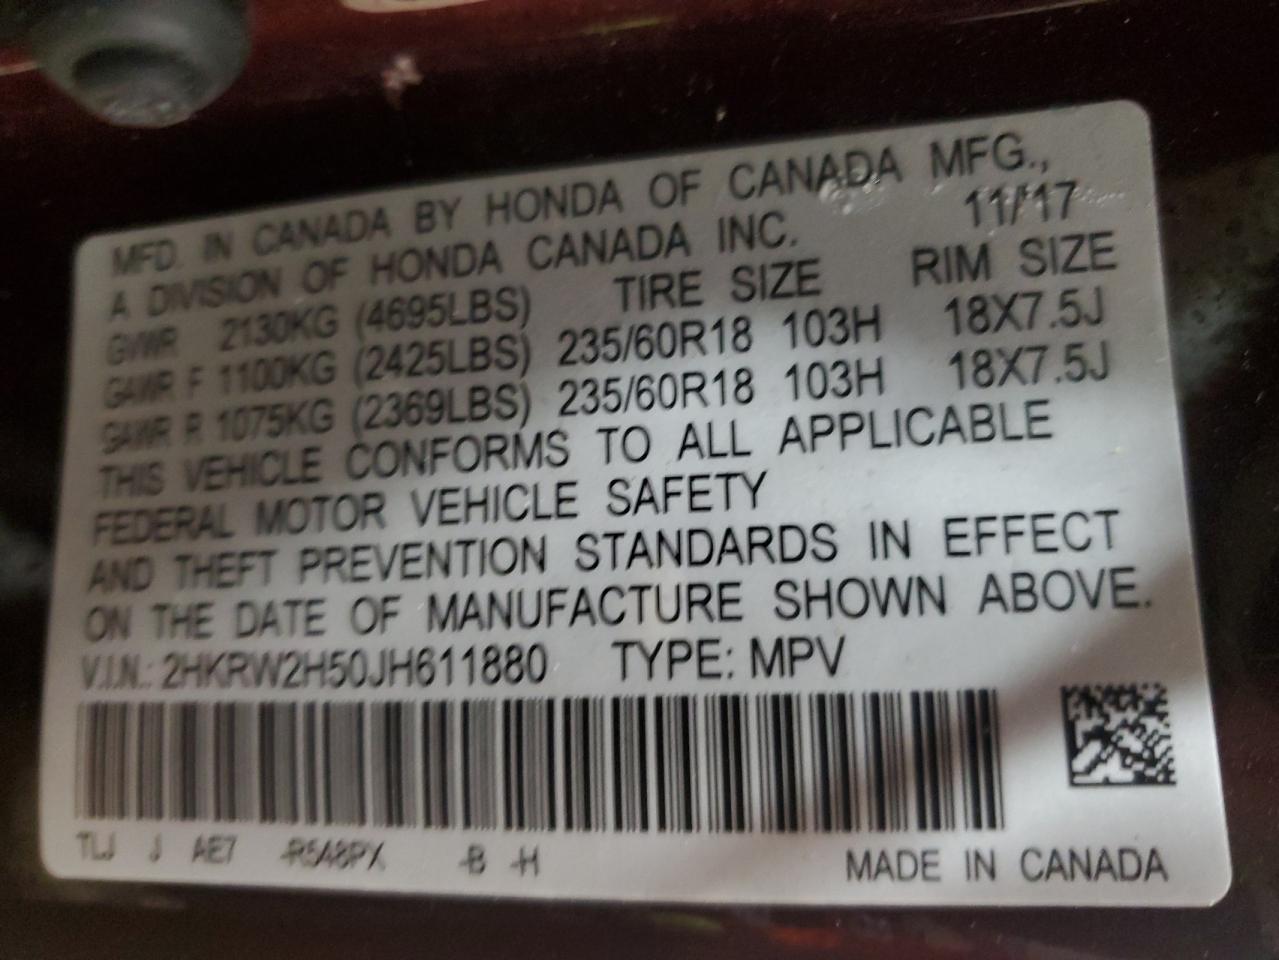 MFD. IN CANADA BY HONDA OF CANADA MFG.,
A DIVISION OF HONDA CANADA INC. 11/17
GVWR 2130KG (4695LBS) TIRE SIZE RIM SIZE
GAWR F 1100KG (2425LBS) 235/60R18 103H 18X7.5J
GAWR R 1075KG (2369LBS) 235/60R18 103H 18X7.5J
THIS VEHICLE CONFORMS TO ALL APPLICABLE
FEDERAL MOTOR VEHICLE SAFETY
AND THEFT PREVENTION STANDARDS IN EFFECT
ON THE DATE OF MANUFACTURE SHOWN ABOVE.
V.I.N.: 2HKRW2H50JH611880 TYPE: MPV
TLJ J AE7 -R548PX -B -H MADE IN CANADA